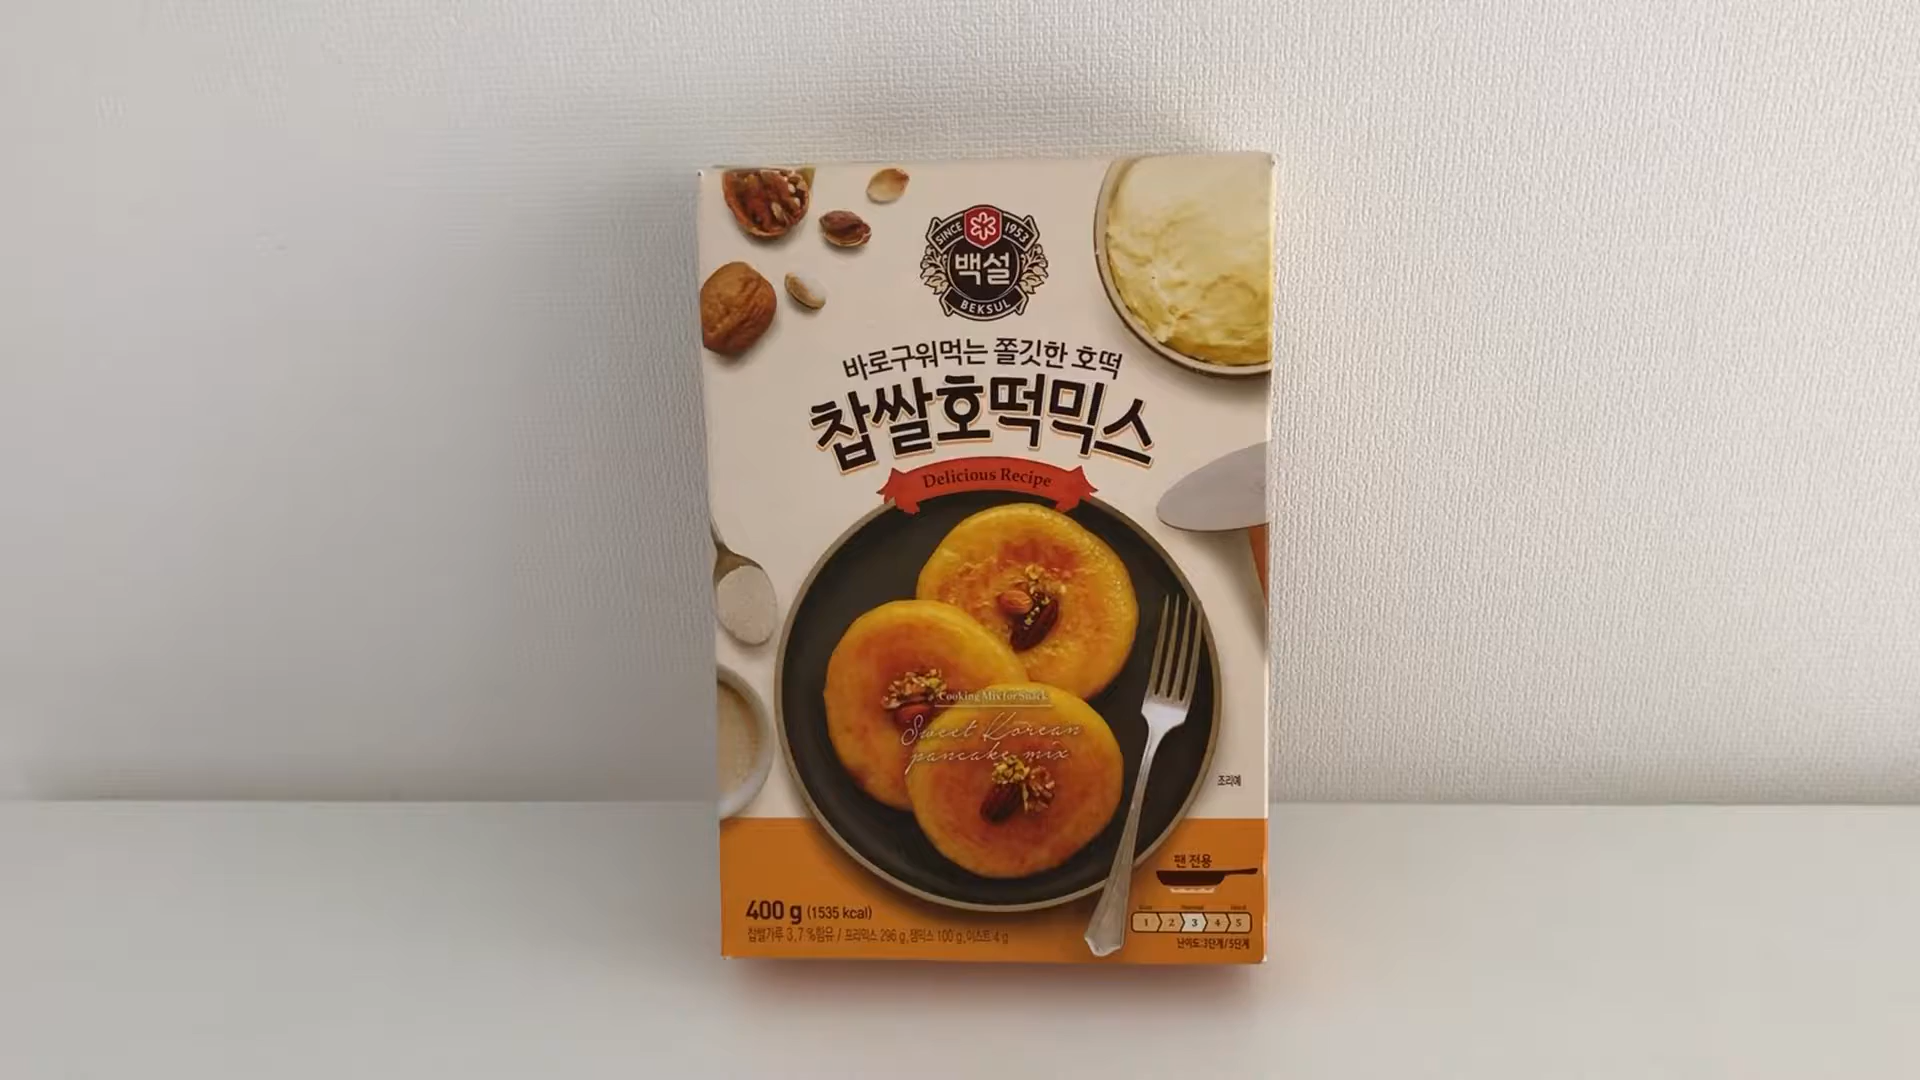 SINCE 1953
백설
BEKSUL
바로구워먹는 쫄깃한 호떡
찹쌀호떡믹스
Delicious Recipe
Cooking Mix for Snack
Sweet Korean
pancake mix
조리예
팬 전용
400 g (1535 kcal)
1 2 3 4 5
찹쌀가루 3.7 % 함유 / 프리믹스 296 g, 잼믹스 100 g, 이스트 4 g
난이도:3단계/5단계